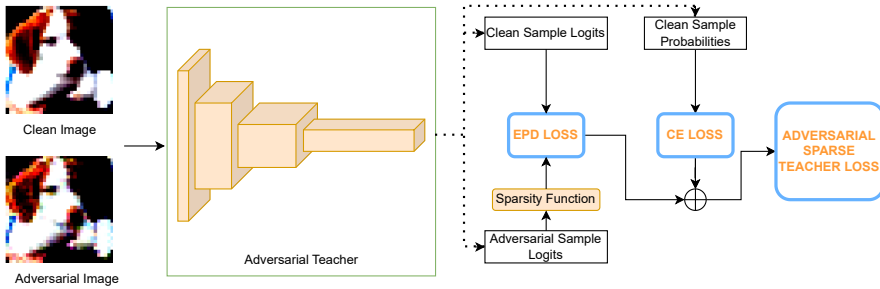 Clean Image
Adversarial Image
Adversarial Teacher
Clean Sample Logits
Clean Sample
Probabilities
EPD LOSS
CE LOSS
ADVERSARIAL
SPARSE
TEACHER LOSS
Sparsity Function
Adversarial Sample
Logits